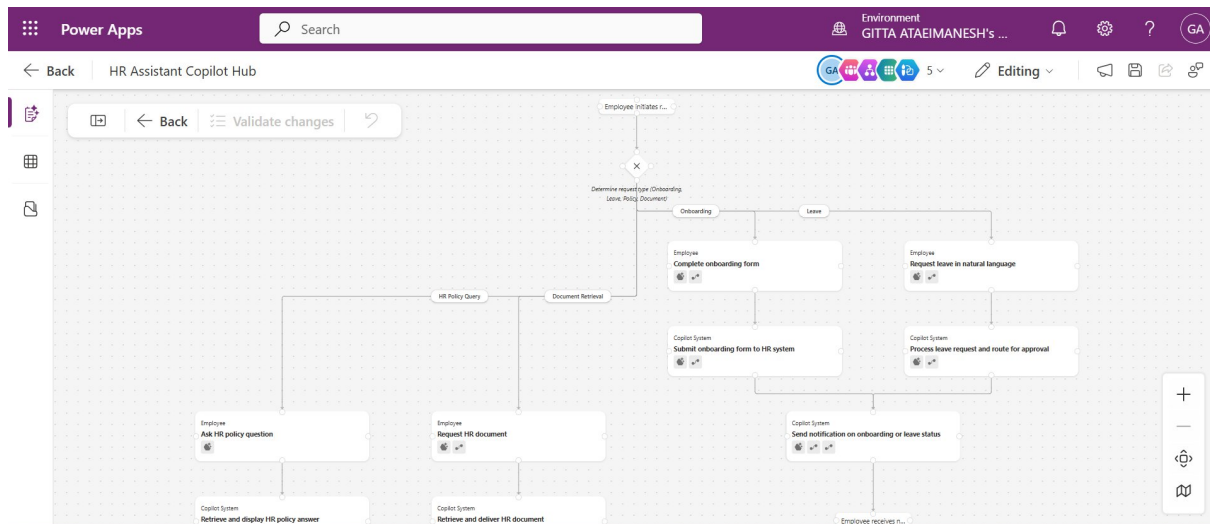 Power Apps
Search
Environment
GITTA ATAEIMANESH's ...
GA
Back
HR Assistant Copilot Hub
GA
5
Editing
Back
Validate changes
Employee initiates r...
Determine request type (Onboarding,
Leave, Policy, Document)
Onboarding
Leave
Employee
Complete onboarding form
Employee
Request leave in natural language
HR Policy Query
Document Retrieval
Copilot System
Submit onboarding form to HR system
Copilot System
Process leave request and route for approval
Employee
Ask HR policy question
Employee
Request HR document
Copilot System
Send notification on onboarding or leave status
Copilot System
Retrieve and display HR policy answer
Copilot System
Retrieve and deliver HR document
Employee receives n...